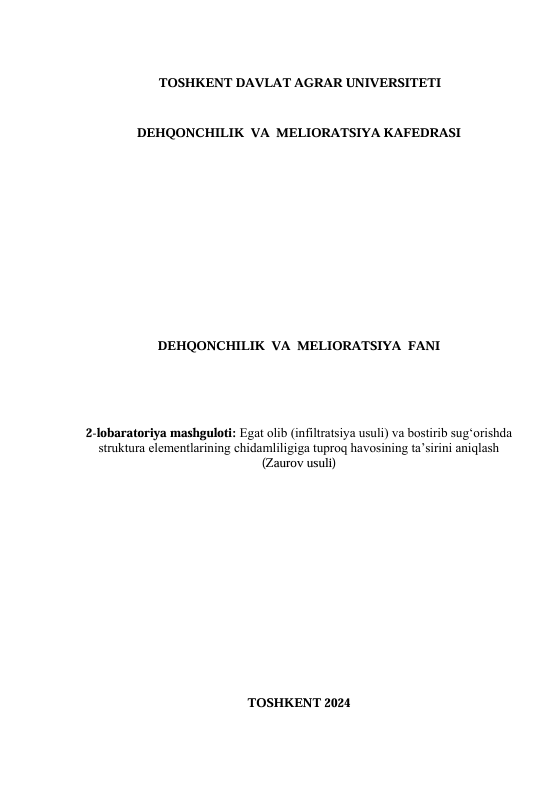 TOSHKENT DAVLAT AGRAR UNIVERSITETI
DEHQONCHILIK VA MELIORATSIYA KAFEDRASI
DEHQONCHILIK VA MELIORATSIYA FANI
2-lobaratoriya mashguloti: Egat olib (infiltratsiya usuli) va bostirib sug‘orishda
struktura elementlarining chidamliligiga tuproq havosining ta’sirini aniqlash
(Zaurov usuli)
TOSHKENT 2024